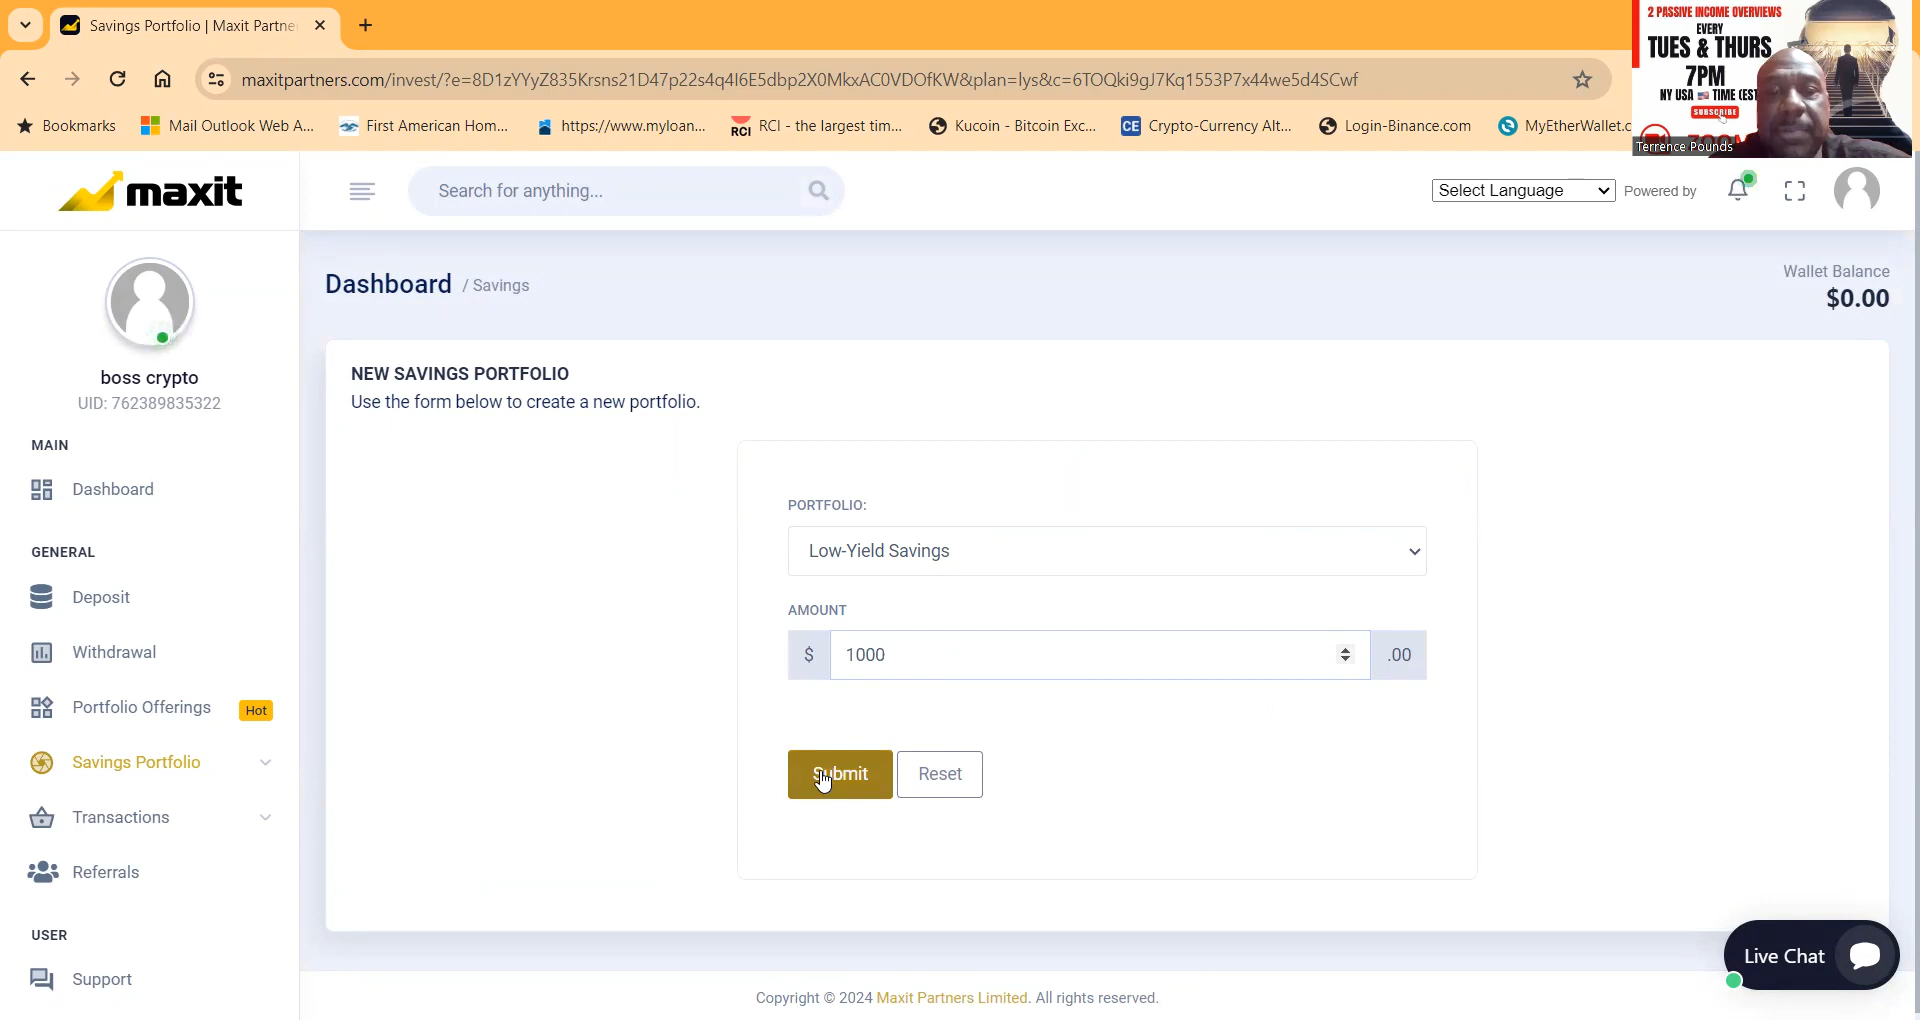 Savings Portfolio | Maxit Partne
maxitpartners.com/invest/?e=8D1zYYyZ835Krsns21D47p22s4q4I6E5dbp2X0MkxAC0VDOfKW&plan=lys&c=6TOQki9gJ7Kq1553P7x44we5d4SCwf
Bookmarks
Mail Outlook Web A...
First American Hom...
https://www.myloan...
RCI
RCI - the largest tim...
Kucoin - Bitcoin Exc...
CE
Crypto-Currency Alt...
Login-Binance.com
MyEtherWallet.c
2 PASSIVE INCOME OVERVIEWS
EVERY
TUES & THURS
7PM
NY USA TIME (EST
SUBSCRIBE
Terrence Pounds
maxit
Search for anything...
Select Language
Powered by
boss crypto
UID: 762389835322
MAIN
Dashboard
GENERAL
Deposit
Withdrawal
Portfolio Offerings
Hot
Savings Portfolio
Transactions
Referrals
USER
Support
Dashboard / Savings
Wallet Balance
$0.00
NEW SAVINGS PORTFOLIO
Use the form below to create a new portfolio.
PORTFOLIO:
Low-Yield Savings
AMOUNT
$ 1000 .00
Submit
Reset
Live Chat
Copyright © 2024 Maxit Partners Limited. All rights reserved.